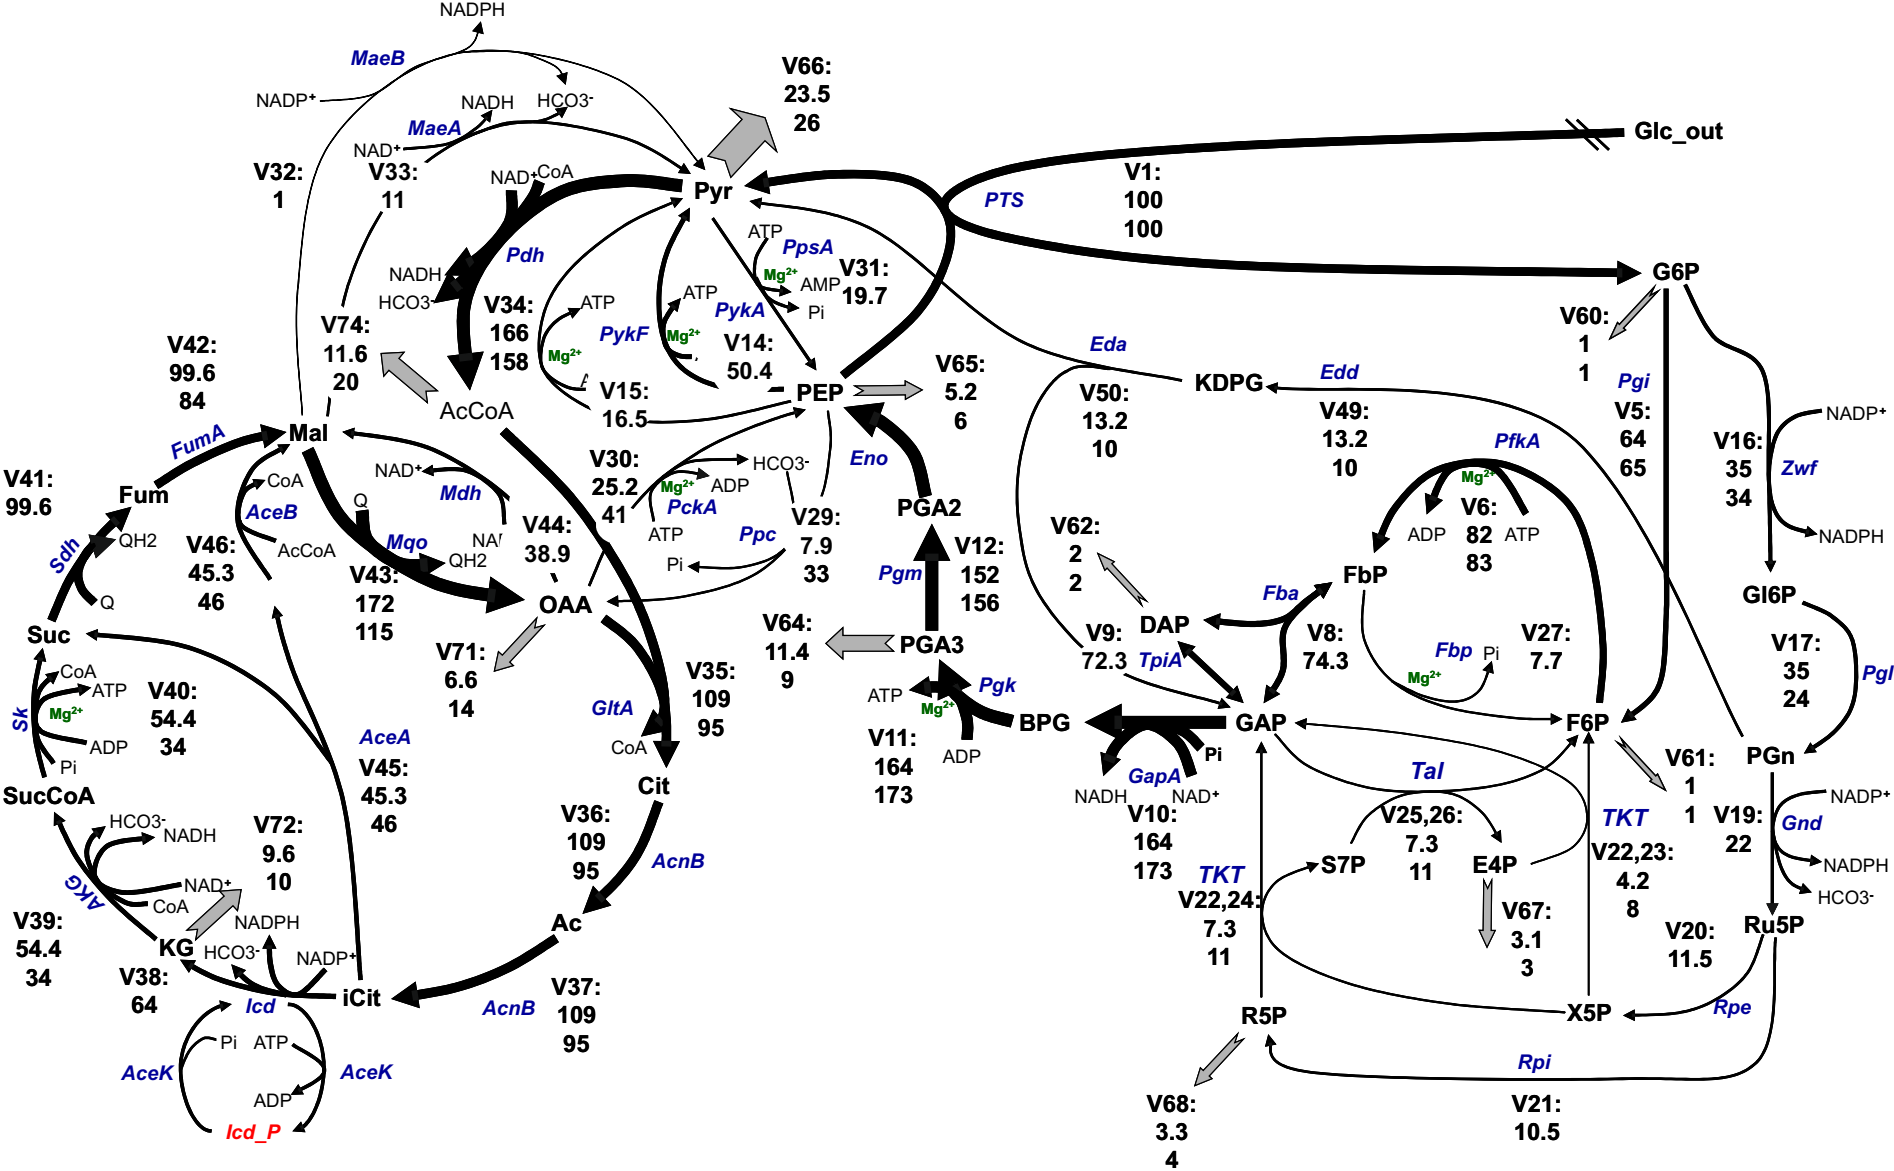 NADPH
MaeB
NADP+
NADH
HCO3-
MaeA
NAD+
V32:
1
V33:
11
V66:
23.5
26
Glc_out
V1:
100
100
PTS
Pyr
NAD+
CoA
Pdh
NADH
HCO3-
V34:
166
158
V74:
11.6
20
AcCoA
ATP
PpsA
Mg2+
AMP
Pi
V31:
19.7
ATP
ATP
PykF
PykA
Mg2+
Mg2+
V14:
50.4
V15:
16.5
PEP
V65:
5.2
6
G6P
V60:
1
1
Pgi
V5:
64
65
Eda
KDPG
Edd
V50:
13.2
10
V49:
13.2
10
V16:
35
34
NADP+
Zwf
NADPH
PfkA
Mg2+
V6:
82
83
ADP
ATP
V42:
99.6
84
FumA
Mal
V41:
99.6
Fum
Sdh
QH2
Q
CoA
AceB
AcCoA
V46:
45.3
46
NAD+
Mdh
Q
Mqo
QH2
V43:
172
115
V44:
38.9
OAA
V71:
6.6
14
V30:
25.2
41
HCO3-
Mg2+
ADP
PckA
ATP
Ppc
Pi
V29:
7.9
33
Eno
PGA2
Pgm
V12:
152
156
PGA3
V64:
11.4
9
V62:
2
2
DAP
Fba
FbP
V9:
72.3
TpiA
V8:
74.3
Fbp
Pi
Mg2+
V27:
7.7
Gl6P
V17:
35
24
Pgl
Suc
CoA
ATP
Mg2+
Sk
ADP
Pi
V40:
54.4
34
SucCoA
AceA
V45:
45.3
46
GltA
CoA
V35:
109
95
Cit
ATP
Mg2+
Pgk
ADP
V11:
164
173
BPG
GAP
Pi
GapA
NADH
NAD+
V10:
164
173
F6P
V61:
1
1
PGn
Tal
V25,26:
7.3
11
TKT
V22,23:
4.2
8
V19:
22
NADP+
Gnd
NADPH
HCO3-
S7P
E4P
TKT
V22,24:
7.3
11
V67:
3.1
3
V20:
11.5
Ru5P
HCO3-
NADH
AKG
NAD+
CoA
V72:
9.6
10
V39:
54.4
34
KG
V38:
64
NADPH
HCO3-
NADP+
Icd
iCit
V36:
109
95
AcnB
Ac
AcnB
V37:
109
95
Pi
ATP
AceK
AceK
ADP
Icd_P
R5P
X5P
Rpe
Rpi
V68:
3.3
4
V21:
10.5